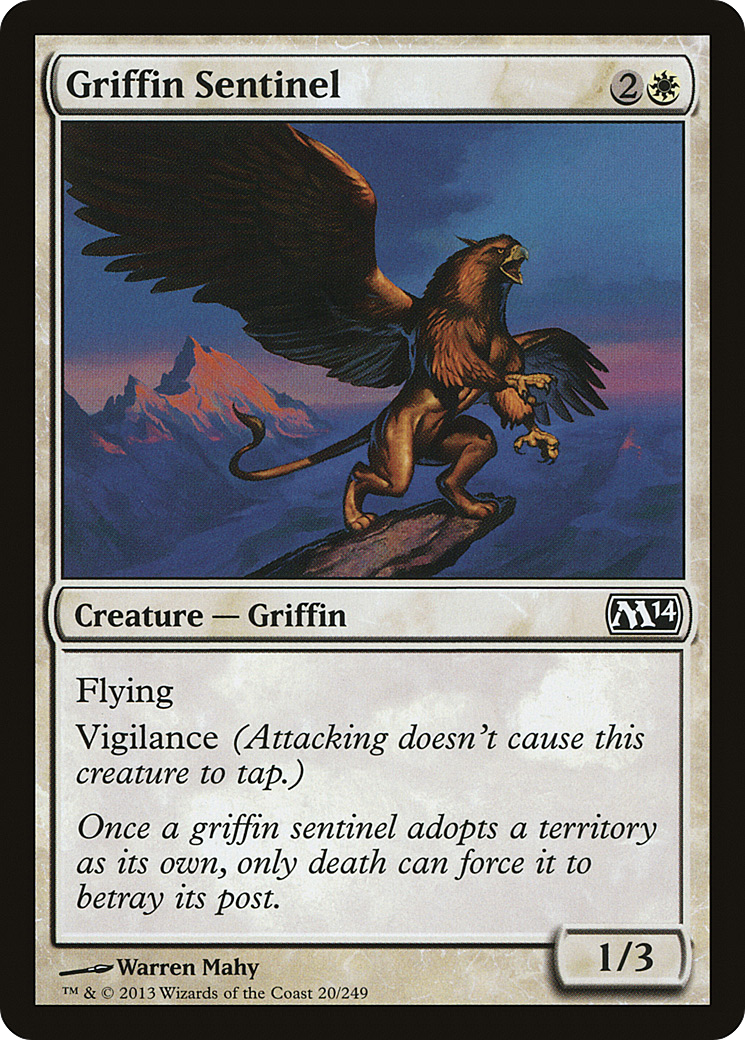 Griffin Sentinel 2
Creature — Griffin M14
Flying
Vigilance (Attacking doesn't cause this
creature to tap.)
Once a griffin sentinel adopts a territory
as its own, only death can force it to
betray its post.
1/3
Warren Mahy
™ & © 2013 Wizards of the Coast 20/249